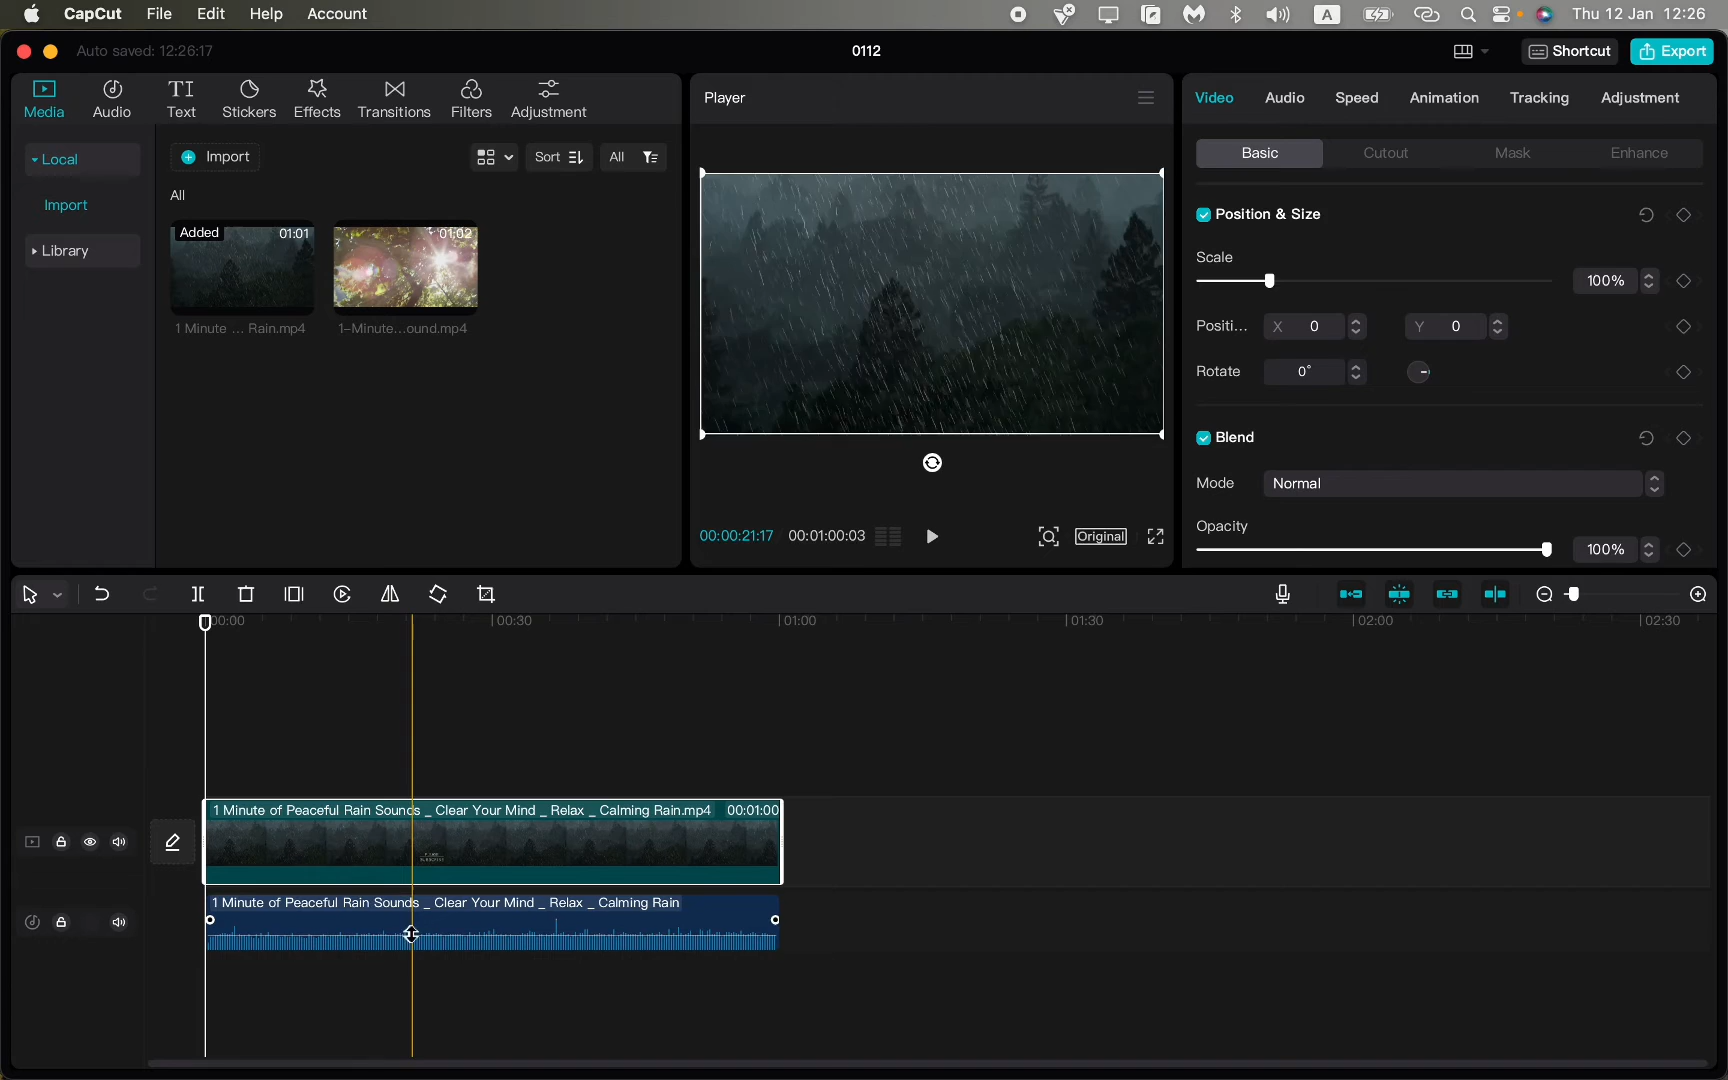 CapCut File Edit Help Account A Thu 12 Jan 12:26
Auto saved: 12:26:17 0112 Shortcut Export
Media Audio Text Stickers Effects Transitions Filters Adjustment
Local
Import
Library
Import Sort All
All
Added 01:01 01:02
1 Minute ... Rain.mp4 1-Minute...ound.mp4
Player
00:00:21:17 00:01:00:03 Original
Video Audio Speed Animation Tracking Adjustment
Basic Cutout Mask Enhance
Position & Size
Scale
100%
Positi... X 0 Y 0
Rotate 0°
Blend
Mode Normal
Opacity
100%
00:00 00:30 01:00 01:30 02:00 02:30
1 Minute of Peaceful Rain Sounds _ Clear Your Mind _ Relax _ Calming Rain.mp4 00:01:00
SUBSCRIBE
1 Minute of Peaceful Rain Sounds _ Clear Your Mind _ Relax _ Calming Rain